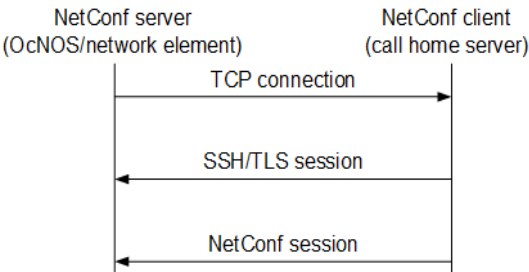 NetConf server
(OcNOS/network element)
NetConf client
(call home server)
TCP connection
SSH/TLS session
NetConf session